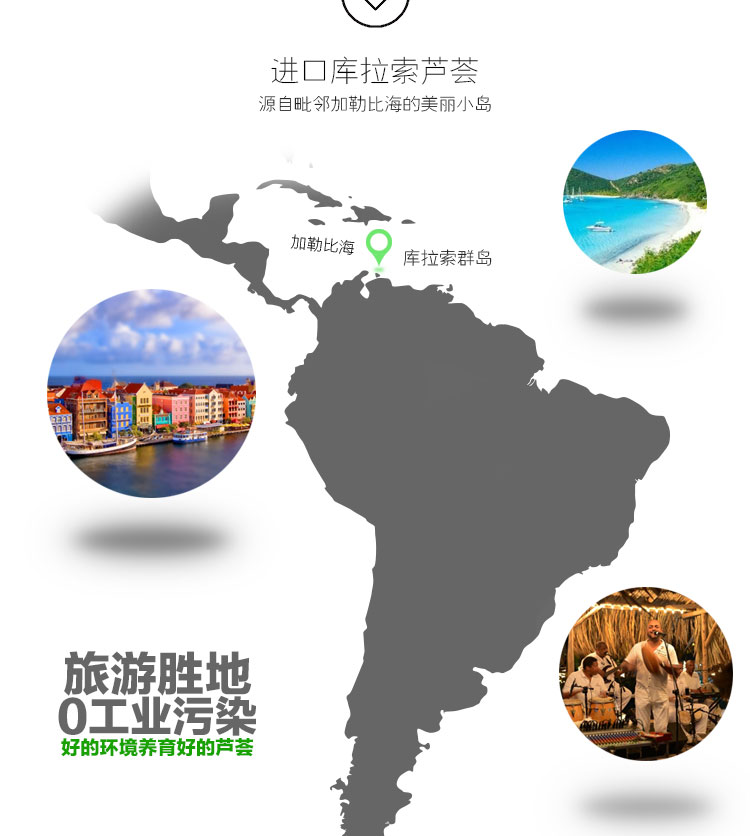 进口库拉索芦荟
源自毗邻加勒比海的美丽小岛
加勒比海
库拉索群岛
旅游胜地
0工业污染
好的环境养育好的芦荟